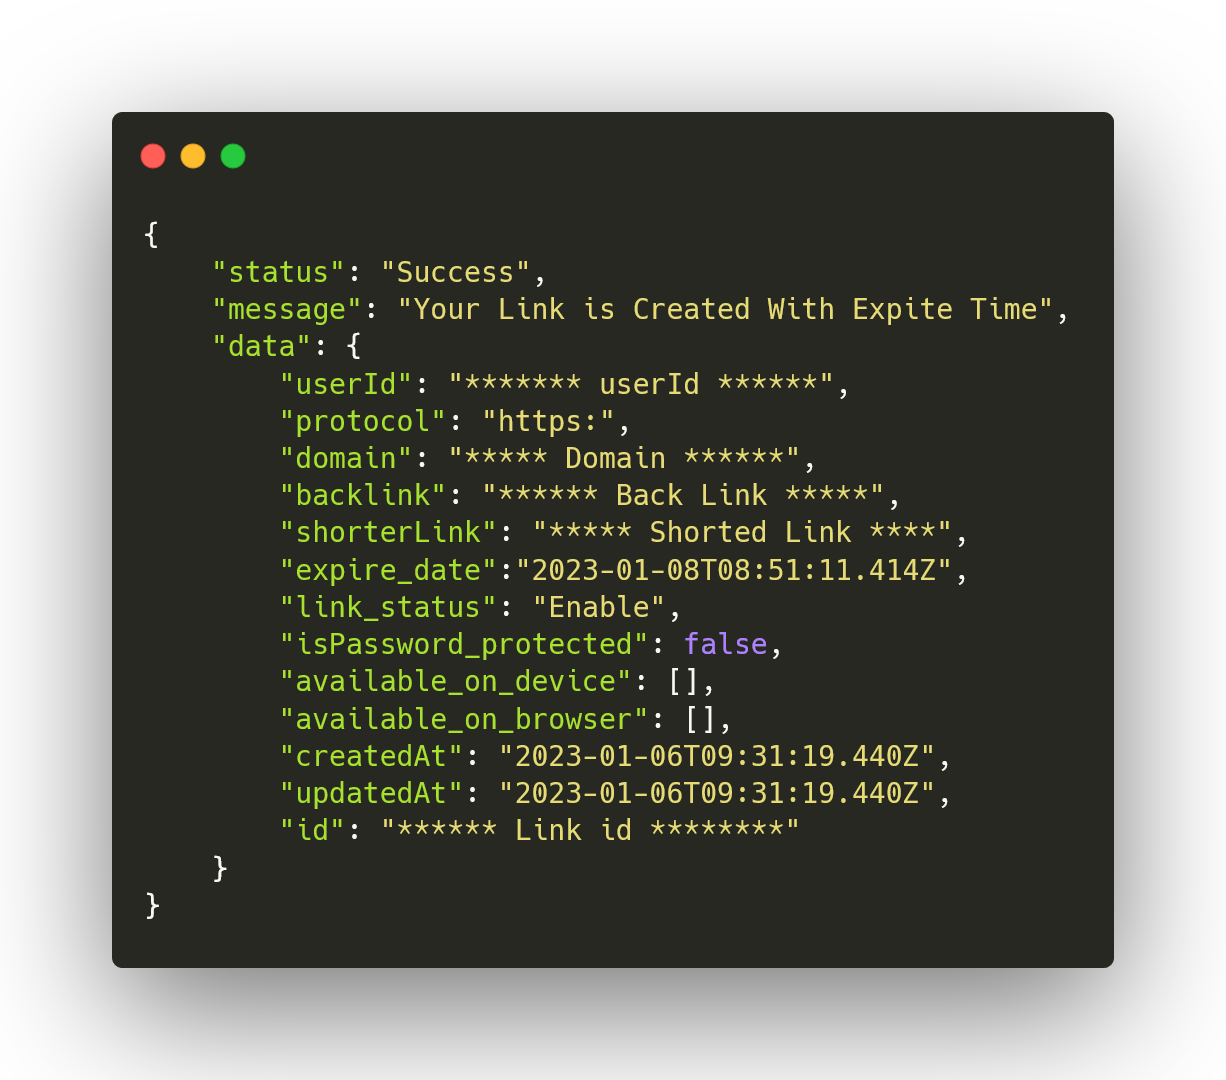 {
    "status": "Success",
    "message": "Your Link is Created With Expite Time",
    "data": {
        "userId": "******* userId ******",
        "protocol": "https:",
        "domain": "***** Domain ******",
        "backlink": "****** Back Link *****",
        "shorterLink": "***** Shorted Link ****",
        "expire_date":"2023-01-08T08:51:11.414Z",
        "link_status": "Enable",
        "isPassword_protected": false,
        "available_on_device": [],
        "available_on_browser": [],
        "createdAt": "2023-01-06T09:31:19.440Z",
        "updatedAt": "2023-01-06T09:31:19.440Z",
        "id": "****** Link id ********"
    }
}